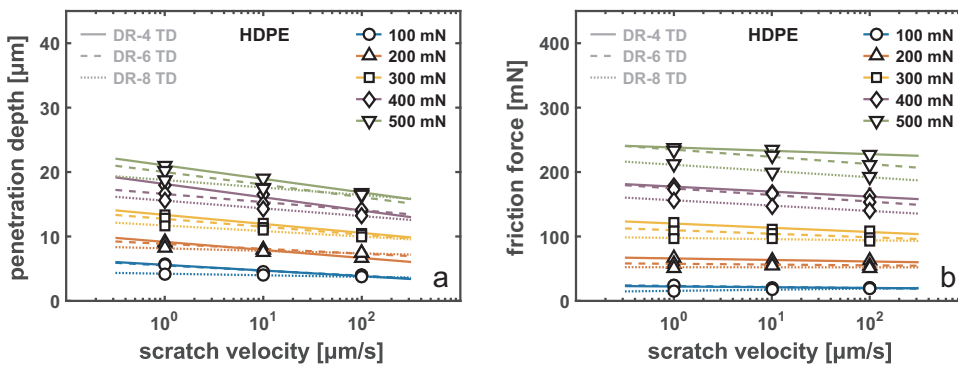 HDPE
DR-4 TD
DR-6 TD
DR-8 TD
100 mN
200 mN
300 mN
400 mN
500 mN
penetration depth [µm]
40
30
20
10
0
10⁰
10¹
10²
scratch velocity [µm/s]
a
HDPE
DR-4 TD
DR-6 TD
DR-8 TD
100 mN
200 mN
300 mN
400 mN
500 mN
friction force [mN]
400
300
200
100
0
10⁰
10¹
10²
scratch velocity [µm/s]
b